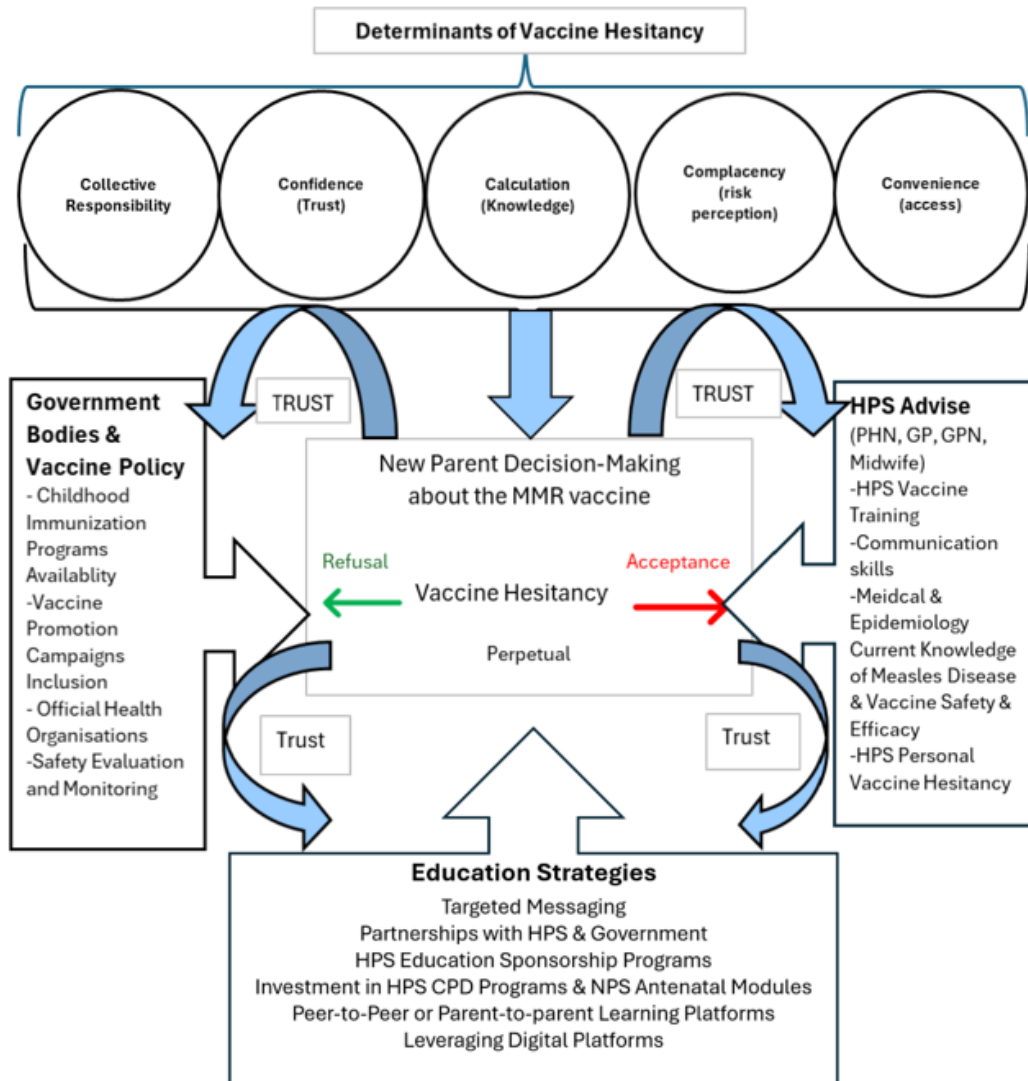 Determinants of Vaccine Hesitancy
Collective
Responsibility
Confidence
(Trust)
Calculation
(Knowledge)
Complacency
(risk
perception)
Convenience
(access)
Government
Bodies &
Vaccine Policy
- Childhood
Immunization
Programs
Availablity
-Vaccine
Promotion
Campaigns
Inclusion
- Official Health
Organisations
-Safety Evaluation
and Monitoring
TRUST
TRUST
New Parent Decision-Making
about the MMR vaccine
Refusal
Acceptance
Vaccine Hesitancy
Perpetual
Trust
Trust
HPS Advise
(PHN, GP, GPN,
Midwife)
-HPS Vaccine
Training
-Communication
skills
-Meidcal &
Epidemiology
Current Knowledge
of Measles Disease
& Vaccine Safety &
Efficacy
-HPS Personal
Vaccine Hesitancy
Education Strategies
Targeted Messaging
Partnerships with HPS & Government
HPS Education Sponsorship Programs
Investment in HPS CPD Programs & NPS Antenatal Modules
Peer-to-Peer or Parent-to-parent Learning Platforms
Leveraging Digital Platforms